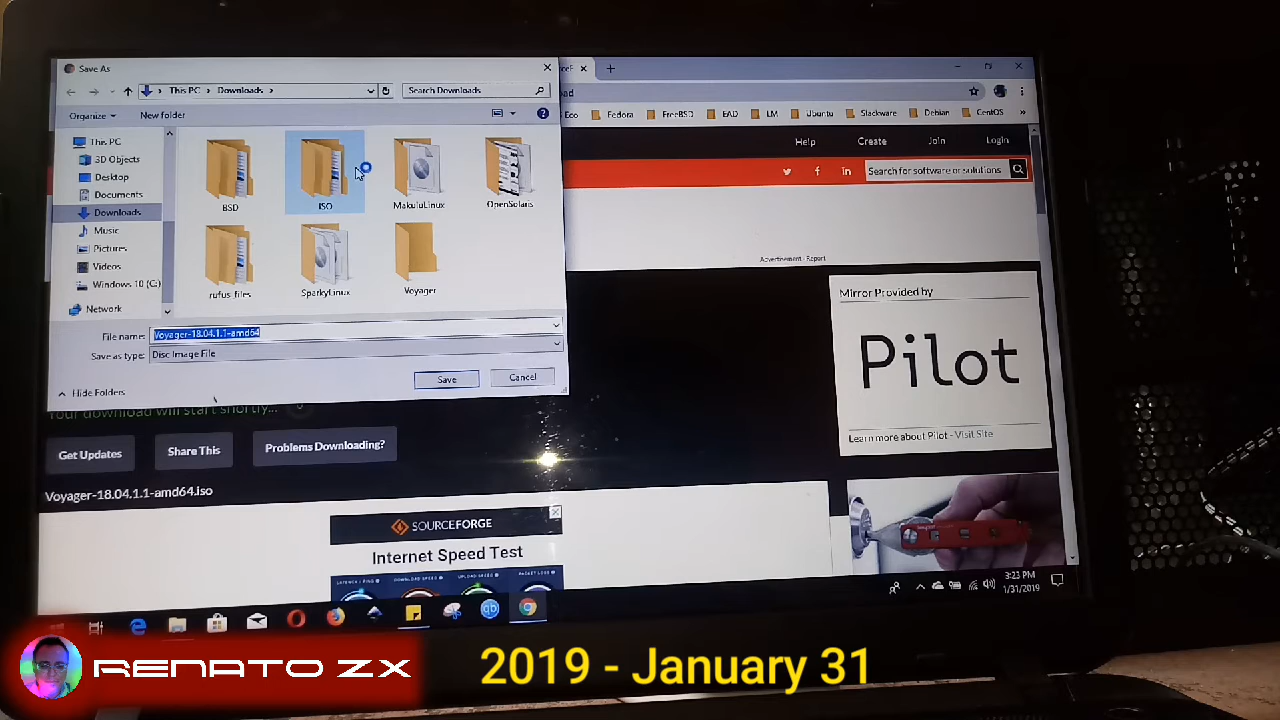 Save As
This PC > Downloads >
Search Downloads
Organize
New folder
This PC
3D Objects
Desktop
Documents
Downloads
Music
Pictures
Videos
Windows 10 (C:)
Network
BSD
ISO
MakuluLinux
OpenSolaris
rufus_files
SparkyLinux
Voyager
File name:
Voyager-18.04.1.1-amd64
Save as type:
Disc Image File
Hide Folders
Save
Cancel
Eco
Fedora
FreeBSD
EAD
LM
Ubuntu
Slackware
Debian
CentOS
Help
Create
Join
Login
Search for software or solutions
Advertisement - Report
Mirror Provided by
Pilot
Learn more about Pilot - Visit Site
Your download will start shortly...
Get Updates
Share This
Problems Downloading?
Voyager-18.04.1.1-amd64.iso
SOURCEFORGE
Internet Speed Test
3:23 PM
1/31/2019
RENATO ZX
2019 - January 31